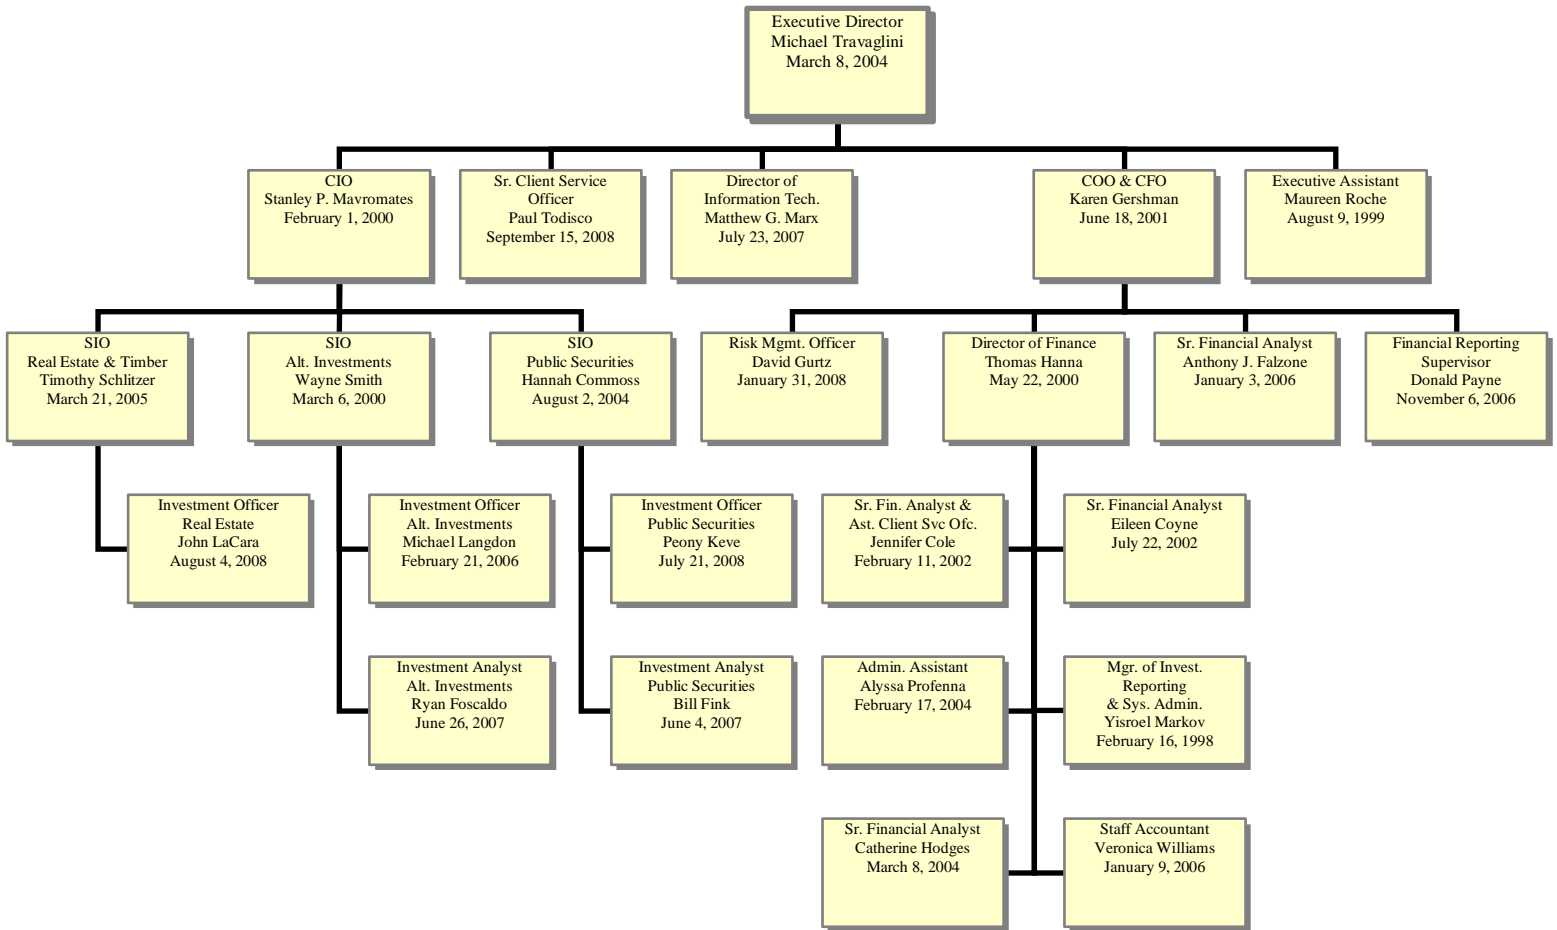 Executive Director
Michael Travaglini
March 8, 2004
CIO
Stanley P. Mavromates
February 1, 2000
Sr. Client Service
Officer
Paul Todisco
September 15, 2008
Director of
Information Tech.
Matthew G. Marx
July 23, 2007
COO & CFO
Karen Gershman
June 18, 2001
Executive Assistant
Maureen Roche
August 9, 1999
SIO
Real Estate & Timber
Timothy Schlitzer
March 21, 2005
SIO
Alt. Investments
Wayne Smith
March 6, 2000
SIO
Public Securities
Hannah Commoss
August 2, 2004
Risk Mgmt. Officer
David Gurtz
January 31, 2008
Director of Finance
Thomas Hanna
May 22, 2000
Sr. Financial Analyst
Anthony J. Falzone
January 3, 2006
Financial Reporting
Supervisor
Donald Payne
November 6, 2006
Investment Officer
Real Estate
John LaCara
August 4, 2008
Investment Officer
Alt. Investments
Michael Langdon
February 21, 2006
Investment Officer
Public Securities
Peony Keve
July 21, 2008
Sr. Fin. Analyst &
Ast. Client Svc Ofc.
Jennifer Cole
February 11, 2002
Sr. Financial Analyst
Eileen Coyne
July 22, 2002
Investment Analyst
Alt. Investments
Ryan Foscaldo
June 26, 2007
Investment Analyst
Public Securities
Bill Fink
June 4, 2007
Admin. Assistant
Alyssa Profenna
February 17, 2004
Mgr. of Invest.
Reporting
& Sys. Admin.
Yisroel Markov
February 16, 1998
Sr. Financial Analyst
Catherine Hodges
March 8, 2004
Staff Accountant
Veronica Williams
January 9, 2006